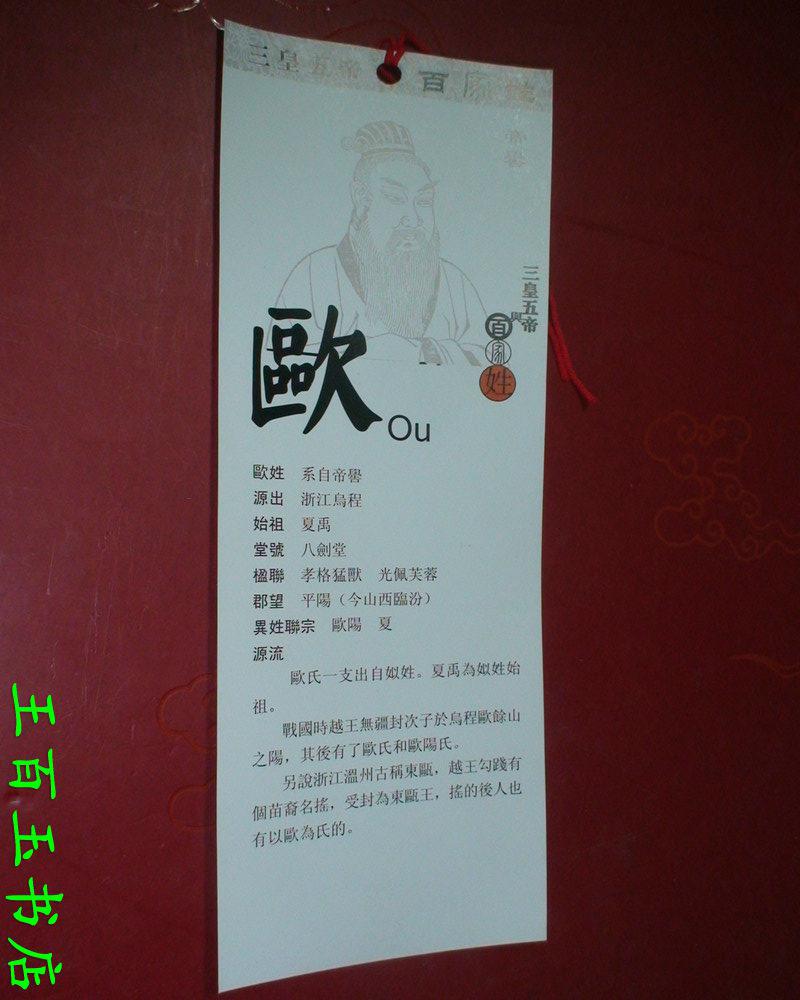 三皇五帝 百家姓
帝嚳
三皇五帝
與
百家姓
歐
Ou
歐姓 系自帝嚳
源出 浙江烏程
始祖 夏禹
堂號 八劍堂
楹聯 孝格猛獸 光佩芙蓉
郡望 平陽（今山西臨汾）
異姓聯宗 歐陽 夏
源流
歐氏一支出自姒姓。夏禹為姒姓始
祖。
戰國時越王無疆封次子於烏程歐餘山
之陽，其後有了歐氏和歐陽氏。
另說浙江溫州古稱東甌，越王勾踐有
個苗裔名搖，受封為東甌王，搖的後人也
有以歐為氏的。
王百玉书店